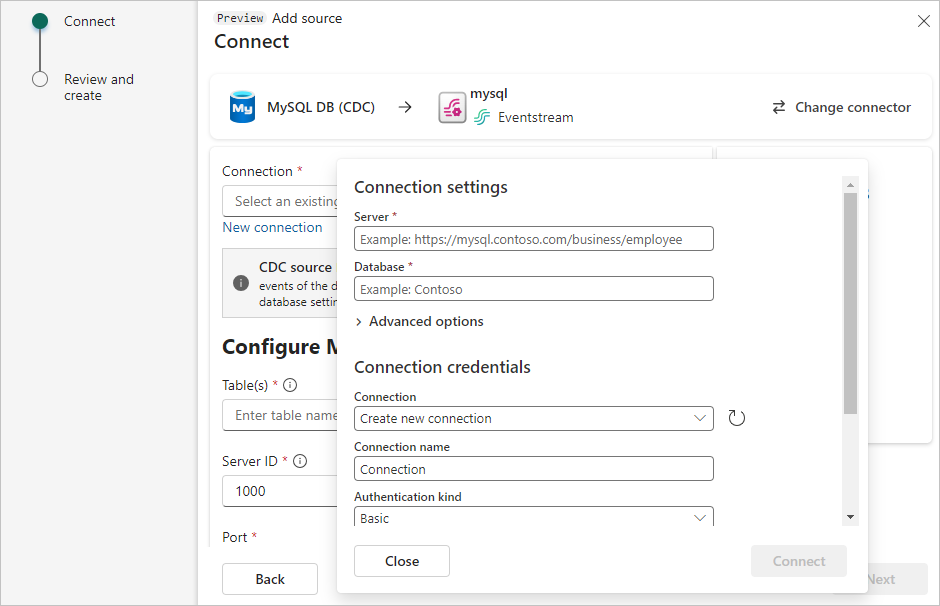 Connect
Review and
create
Preview Add source
Connect
My
MySQL DB (CDC)
mysql
Eventstream
Change connector
Connection *
Select an existing
New connection
CDC source
events of the d
database settin
Configure M
Table(s) *
Enter table name
Server ID *
1000
Port *
Back
Next
Connection settings
Server *
Example: https://mysql.contoso.com/business/employee
Database *
Example: Contoso
Advanced options
Connection credentials
Connection
Create new connection
Connection name
Connection
Authentication kind
Basic
Close
Connect